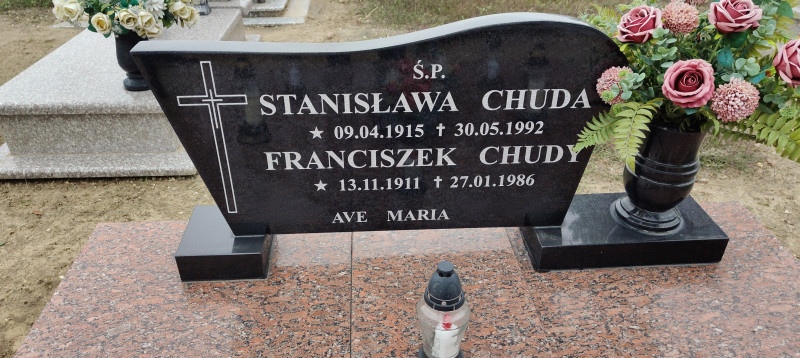 Ś.P.
STANISŁAWA CHUDA
★ 09.04.1915 ✝ 30.05.1992
FRANCISZEK CHUDY
★ 13.11.1911 ✝ 27.01.1986
AVE MARIA